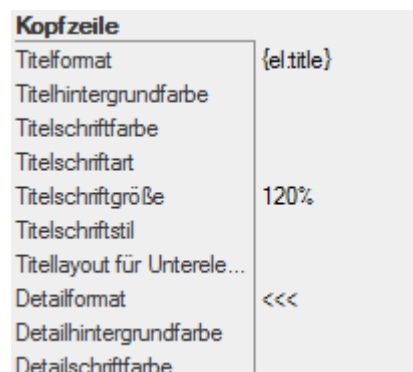 Kopfzeile
Titelformat {el:title}
Titelhintergrundfarbe
Titelschriftfarbe
Titelschriftart
Titelschriftgröße 120%
Titelschriftstil
Titellayout für Unterele...
Detailformat <<<
Detailhintergrundfarbe
Detailschriftfarbe